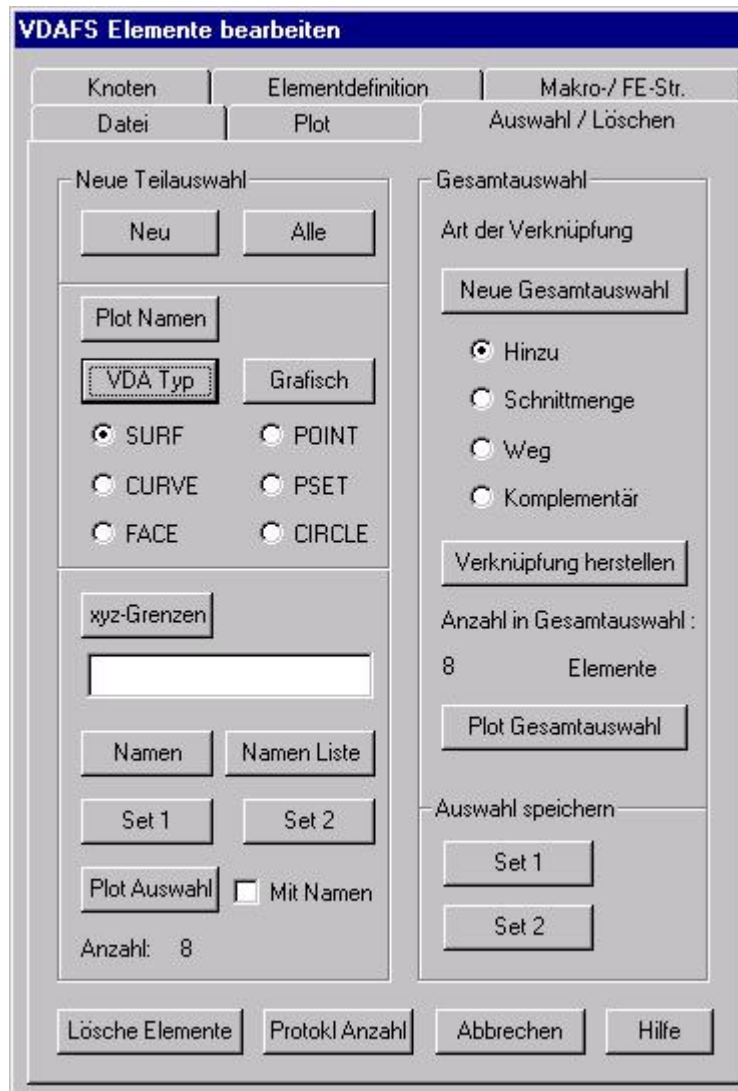 VDAFS Elemente bearbeiten
Knoten
Elementdefinition
Makro-/ FE-Str.
Datei
Plot
Auswahl / Löschen
Neue Teilauswahl
Neu
Alle
Plot Namen
VDA Typ
Grafisch
SURF
POINT
CURVE
PSET
FACE
CIRCLE
xyz-Grenzen
Namen
Namen Liste
Set 1
Set 2
Plot Auswahl
Mit Namen
Anzahl: 8
Gesamtauswahl
Art der Verknüpfung
Neue Gesamtauswahl
Hinzu
Schnittmenge
Weg
Komplementär
Verknüpfung herstellen
Anzahl in Gesamtauswahl :
8 Elemente
Plot Gesamtauswahl
Auswahl speichern
Set 1
Set 2
Lösche Elemente
Protokl Anzahl
Abbrechen
Hilfe